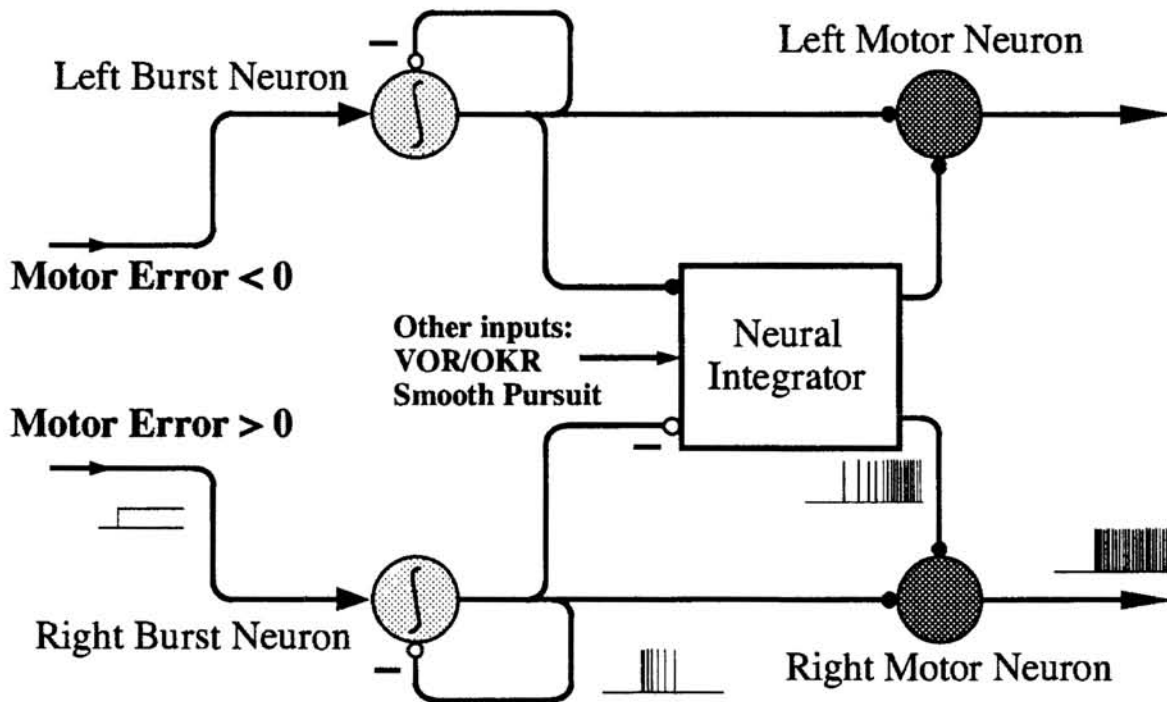 Left Motor Neuron
Left Burst Neuron
Motor Error < 0
Other inputs:
VOR/OKR
Smooth Pursuit
Neural
Integrator
Motor Error > 0
Right Burst Neuron
Right Motor Neuron